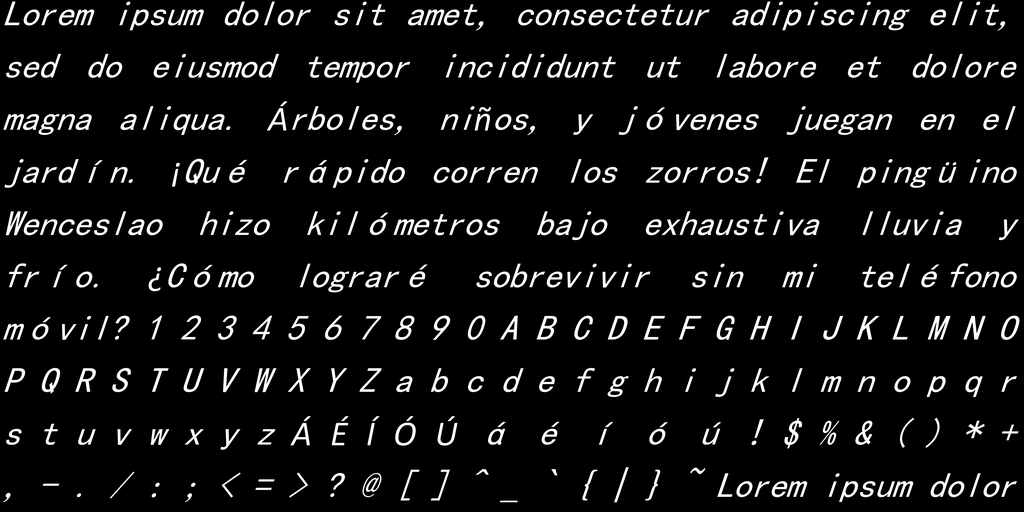 Lorem ipsum dolor sit amet, consectetur adipiscing elit,
sed do eiusmod tempor incididunt ut labore et dolore
magna aliqua. Árboles, niños, y jóvenes juegan en el
jardín. ¡Qué rápido corren los zorros! El pingüino
Wenceslao hizo kilómetros bajo exhaustiva lluvia y
frío. ¿Cómo lograré sobrevivir sin mi teléfono
móvil? 1 2 3 4 5 6 7 8 9 0 A B C D E F G H I J K L M N O
P Q R S T U V W X Y Z a b c d e f g h i j k l m n o p q r
s t u v w x y z Á É Í Ó Ú á é í ó ú ! $ % & ( ) * +
, - . / : ; < = > ? @ [ ] ^ _ ` { | } ~ Lorem ipsum dolor